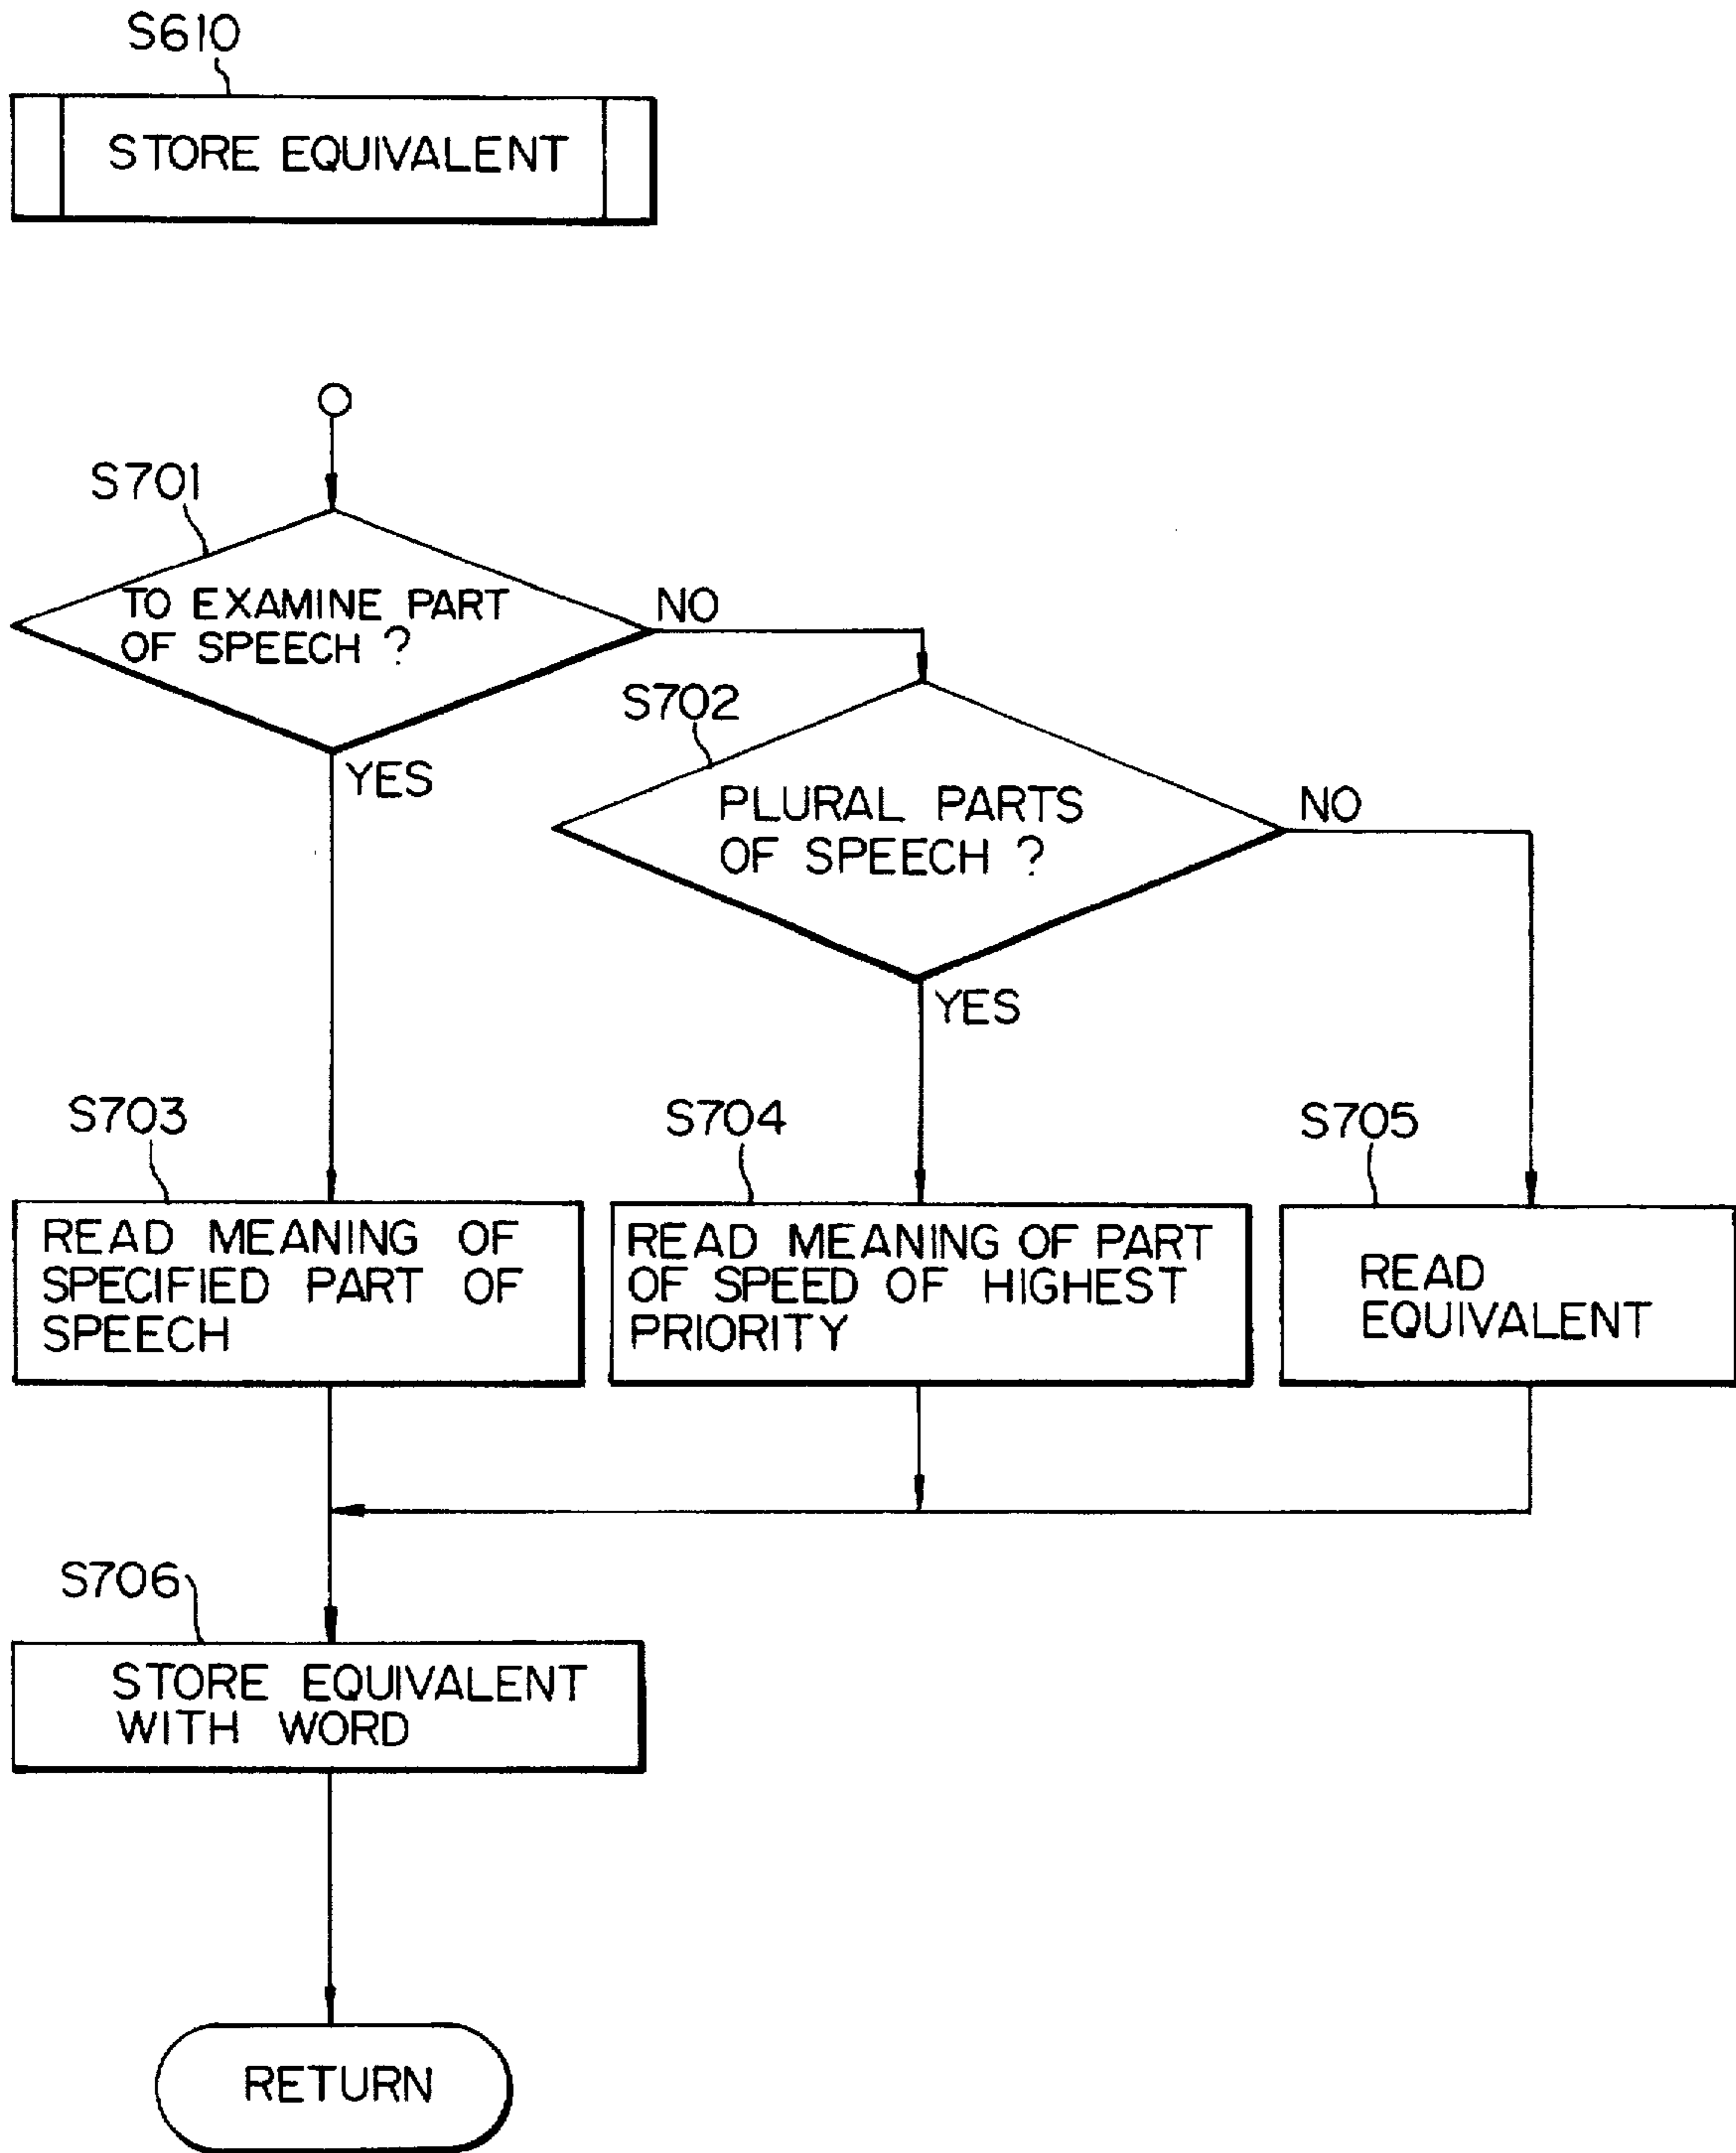 S610
STORE EQUIVALENT
S701
TO EXAMINE PART
OF SPEECH ?
NO
YES
S702
PLURAL PARTS
OF SPEECH ?
NO
YES
S703
READ MEANING OF
SPECIFIED PART OF
SPEECH
S704
READ MEANING OF PART
OF SPEED OF HIGHEST
PRIORITY
S705
READ
EQUIVALENT
S706
STORE EQUIVALENT
WITH WORD
RETURN